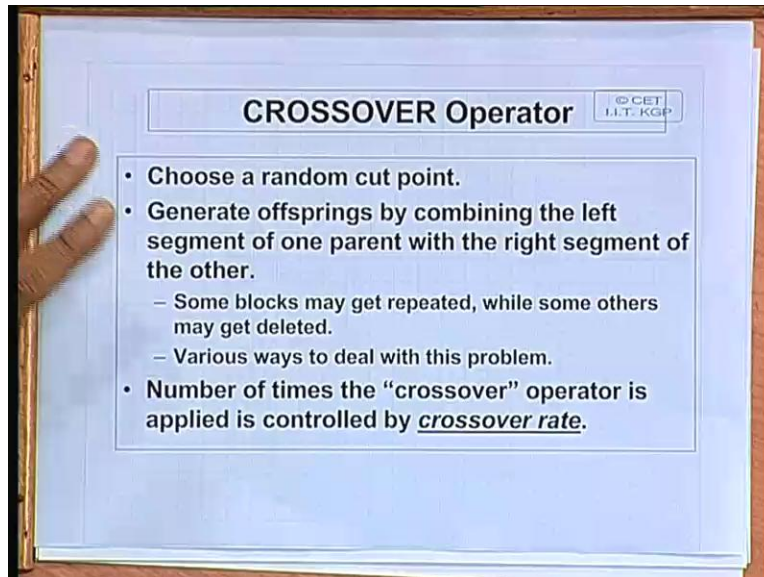 CROSSOVER Operator
© CET
I.I.T. KGP
• Choose a random cut point.
• Generate offsprings by combining the left
segment of one parent with the right segment of
the other.
– Some blocks may get repeated, while some others
may get deleted.
– Various ways to deal with this problem.
• Number of times the “crossover” operator is
applied is controlled by crossover rate.